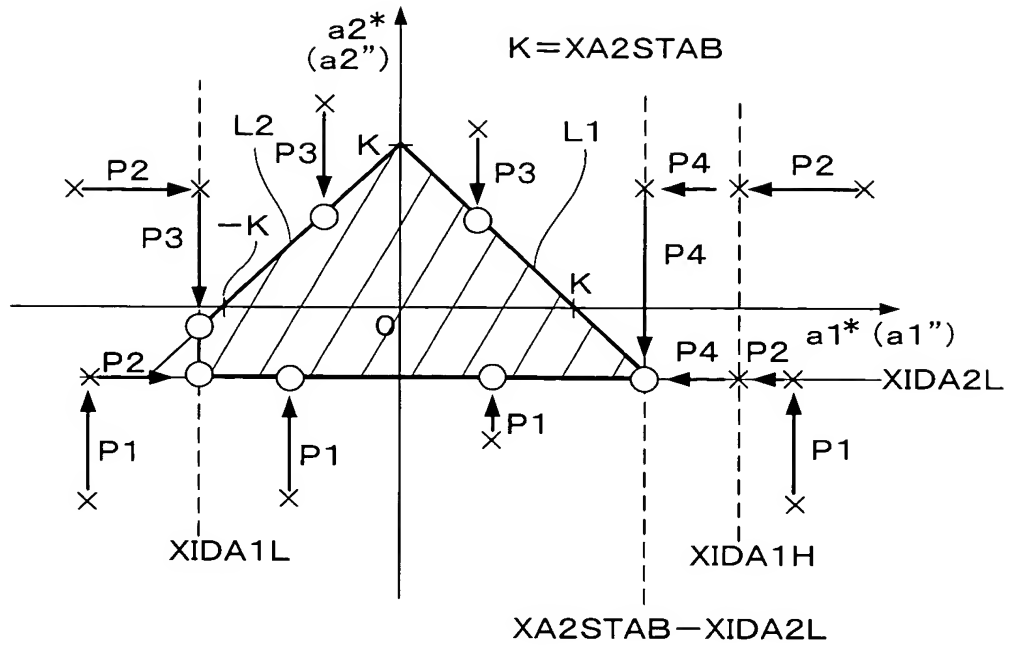 a2*
(a2")
K=XA2STAB
L2
P3
K
P3
L1
P2
P4
P2
P3
-K
P4
K
O
a1* (a1")
P2
P4
P2
XIDA2L
P1
P1
P1
P1
XIDA1L
XIDA1H
XA2STAB-XIDA2L